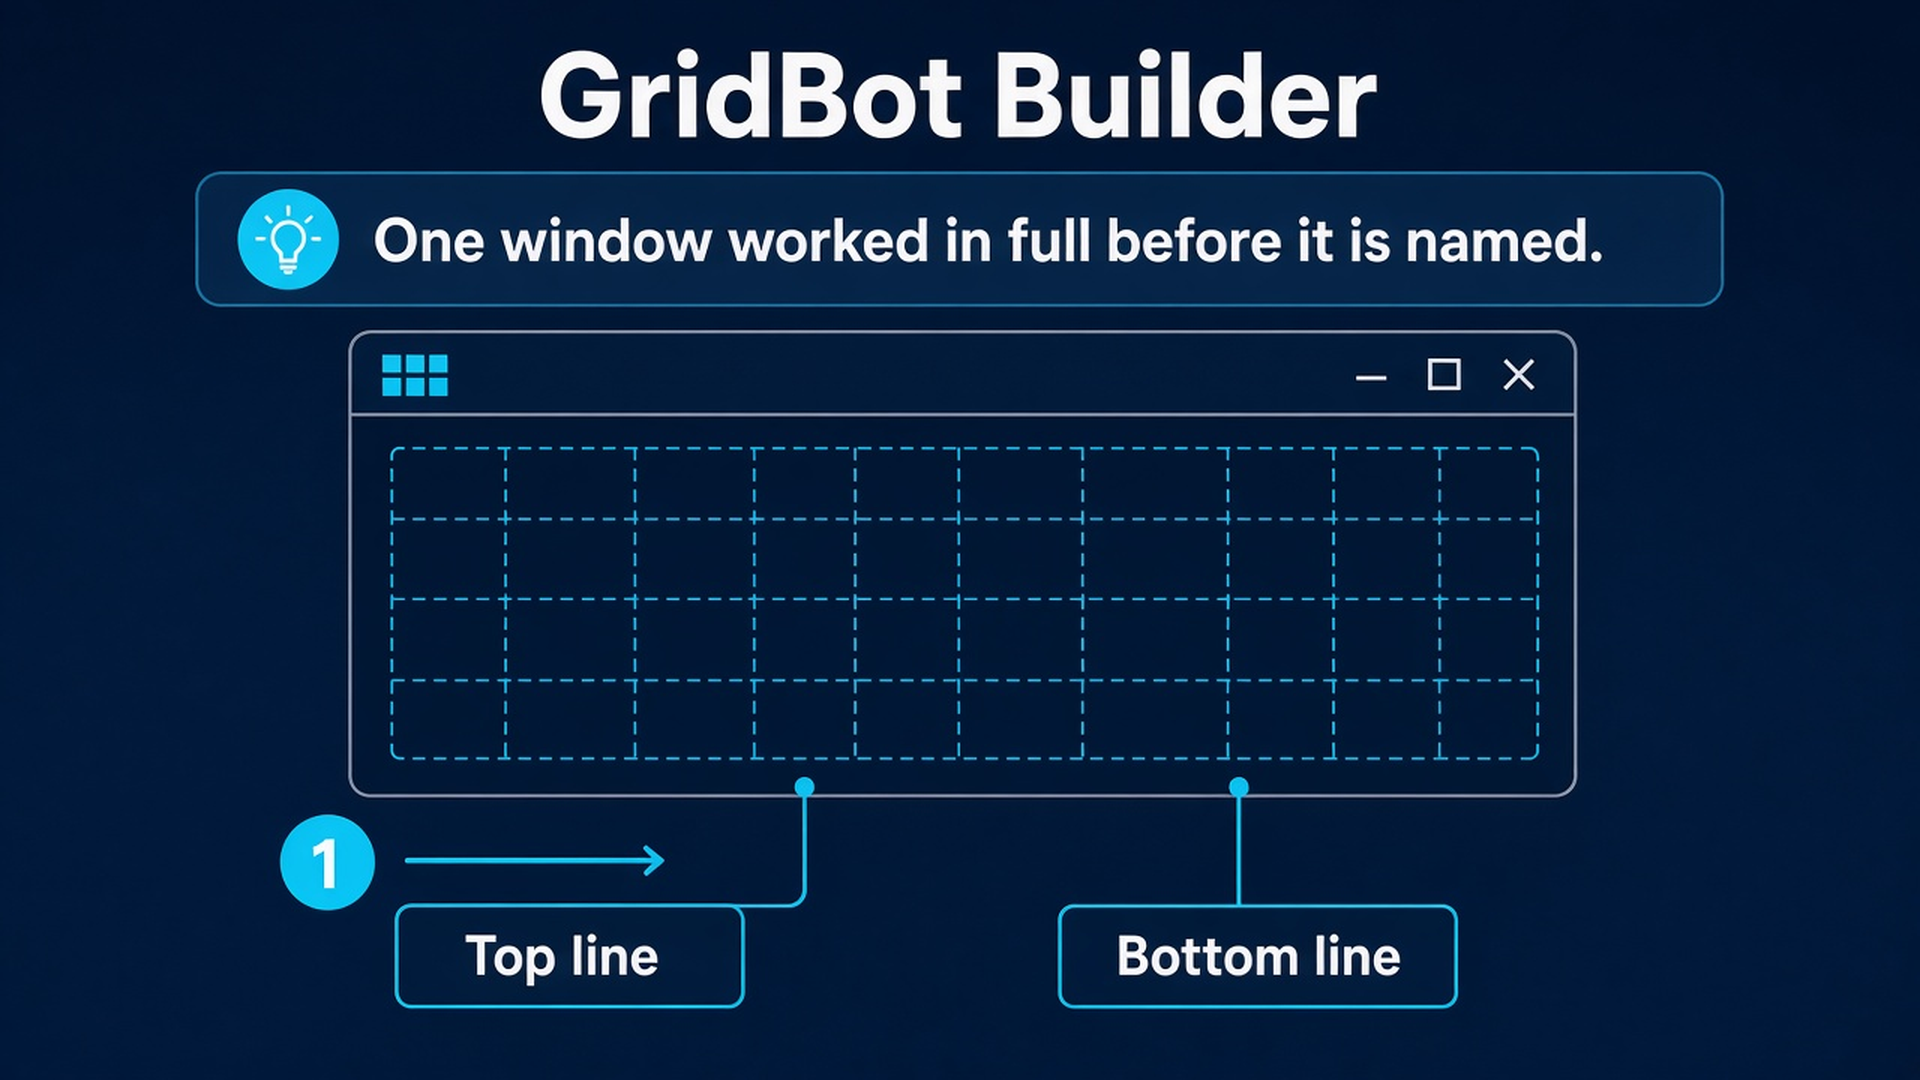 GridBot Builder
One window worked in full before it is named.
1
Top line
Bottom line